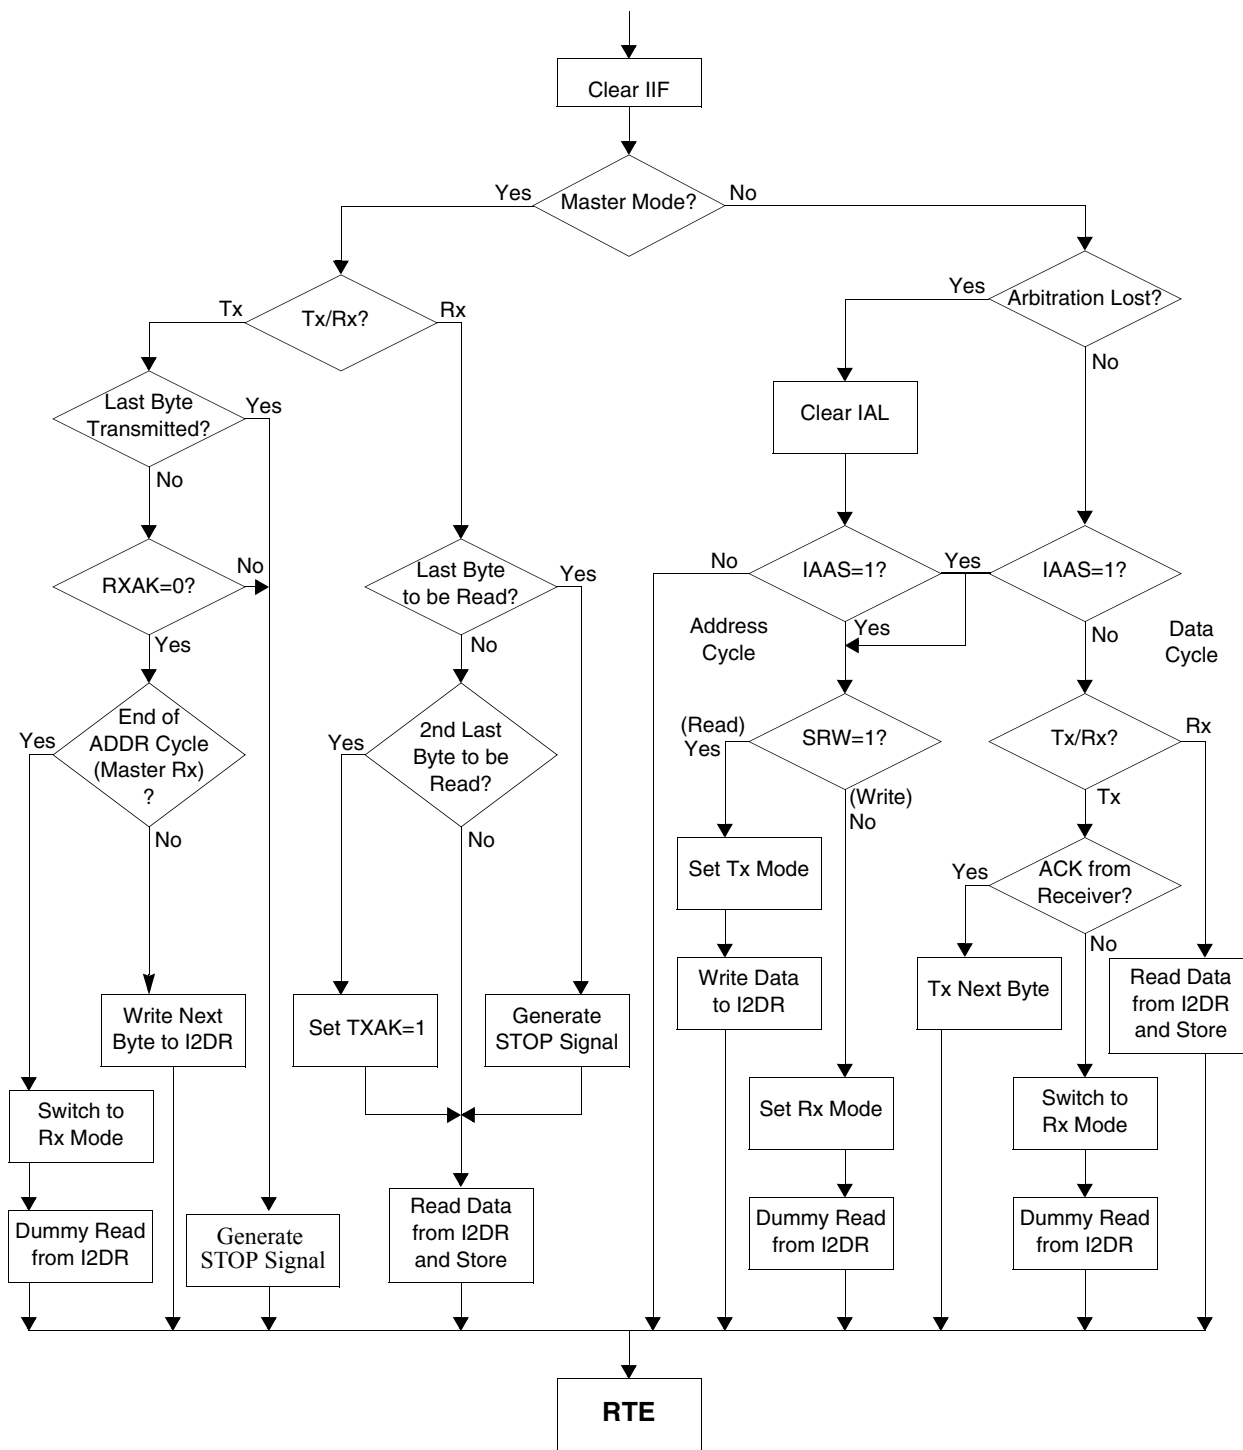 Clear IIF
Yes
Master Mode?
No
Tx
Tx/Rx?
Rx
Yes
Arbitration Lost?
No
Last Byte
Transmitted?
Yes
No
Clear IAL
RXAK=0?
No
Yes
Last Byte
to be Read?
Yes
No
No
IAAS=1?
Yes
IAAS=1?
Address
Cycle
Yes
No
Data
Cycle
Yes
End of
ADDR Cycle
(Master Rx)
?
No
Yes
2nd Last
Byte to be
Read?
No
(Read)
Yes
SRW=1?
(Write)
No
Tx/Rx?
Rx
Tx
Set Tx Mode
Yes
ACK from
Receiver?
No
Write Next
Byte to I2DR
Set TXAK=1
Generate
STOP Signal
Write Data
to I2DR
Tx Next Byte
Read Data
from I2DR
and Store
Switch to
Rx Mode
Set Rx Mode
Switch to
Rx Mode
Dummy Read
from I2DR
Generate
STOP Signal
Read Data
from I2DR
and Store
Dummy Read
from I2DR
Dummy Read
from I2DR
RTE